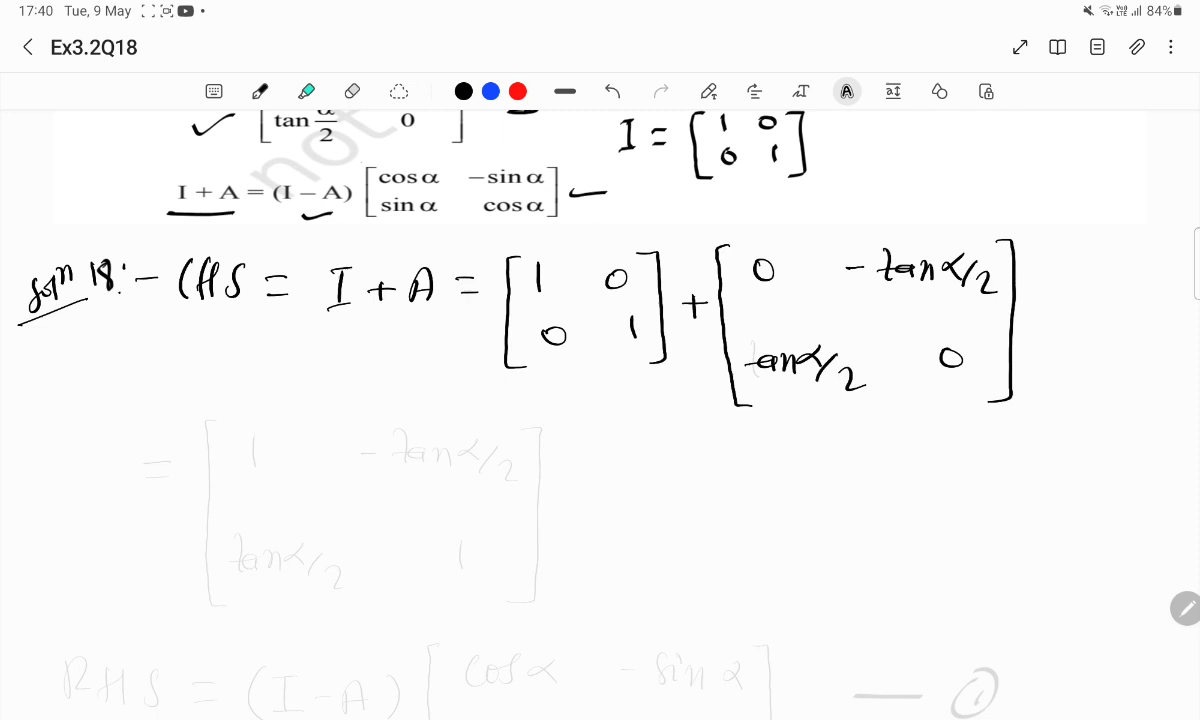 17:40 Tue, 9 May 84%
Ex3.2Q18
tan α/2 0
not
I = [1 0
0 1]
I + A = (I – A) [cos α –sin α
sin α cos α]
Solⁿ 18:- LHS = I + A = [1 0
0 1] + [0 - tan α/2
tan α/2 0]
= [1 - tan α/2
tan α/2 1]
RHS = (I - A) [cos α - sin α] — ①